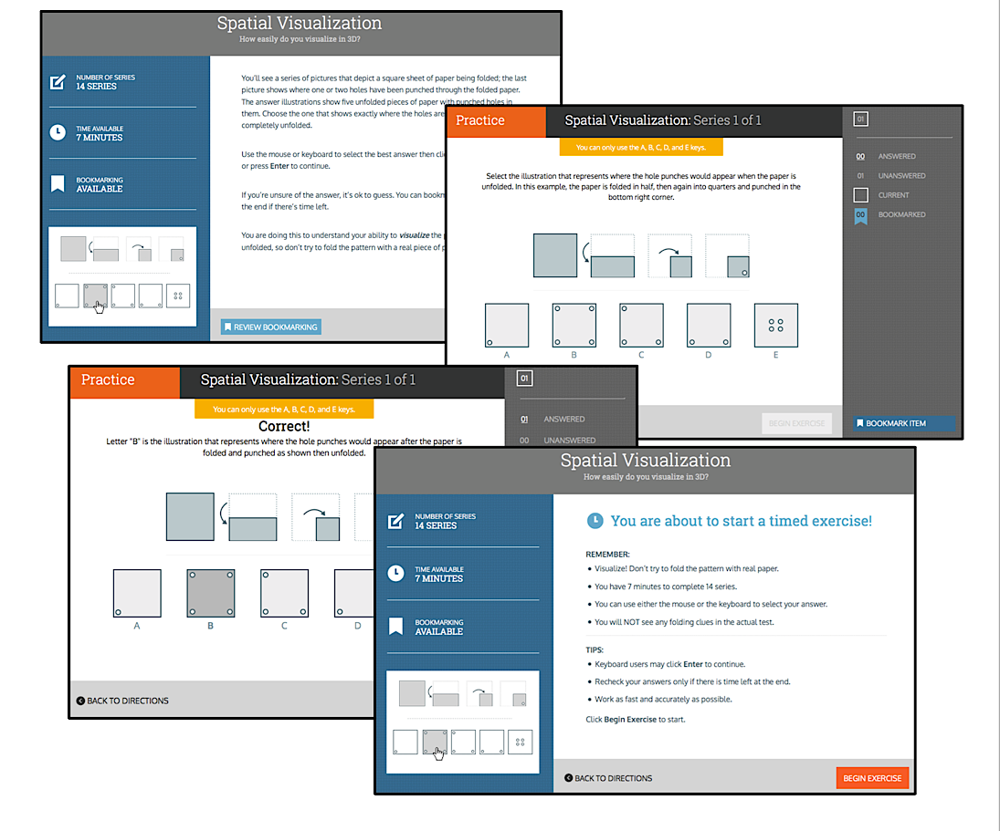 Spatial Visualization
How easily do you visualize in 3D?
NUMBER OF SERIES
14 SERIES
TIME AVAILABLE
7 MINUTES
BOOKMARKING
AVAILABLE
You'll see a series of pictures that depict a square sheet of paper being folded; the last
picture shows where one or two holes have been punched through the folded paper.
The answer illustrations show five unfolded pieces of paper with punched holes in
them. Choose the one that shows exactly where the holes are
completely unfolded.
Use the mouse or keyboard to select the best answer then
or press Enter to continue.
If you're unsure of the answer, it's ok to guess. You can
the end if there's time left.
You are doing this to understand your ability to visualize the
unfolded, so don't try to fold the pattern with a real piece of
REVIEW BOOKMARKING
Practice
Spatial Visualization: Series 1 of 1
You can only use the A, B, C, D, and E keys.
Select the illustration that represents where the hole punches would appear when the paper is
unfolded. In this example, the paper is folded in half, then again into quarters and punched in the
bottom right corner.
A B C D E
BEGIN EXERCISE
01
00 ANSWERED
01 UNANSWERED
CURRENT
00 BOOKMARKED
BOOKMARK ITEM
Practice
Spatial Visualization: Series 1 of 1
You can only use the A, B, C, D, and E keys.
Correct!
Letter "B" is the illustration that represents where the hole punches would appear after the paper is
folded and punched as shown then unfolded.
A B C D
BACK TO DIRECTIONS
01
01 ANSWERED
00 UNANSWERED
Spatial Visualization
How easily do you visualize in 3D?
NUMBER OF SERIES
14 SERIES
TIME AVAILABLE
7 MINUTES
BOOKMARKING
AVAILABLE
You are about to start a timed exercise!
REMEMBER:
• Visualize! Don't try to fold the pattern with real paper.
• You have 7 minutes to complete 14 series.
• You can use either the mouse or the keyboard to select your answer.
• You will NOT see any folding clues in the actual test.
TIPS:
• Keyboard users may click Enter to continue.
• Recheck your answers only if there is time left at the end.
• Work as fast and accurately as possible.
Click Begin Exercise to start.
BACK TO DIRECTIONS
BEGIN EXERCISE